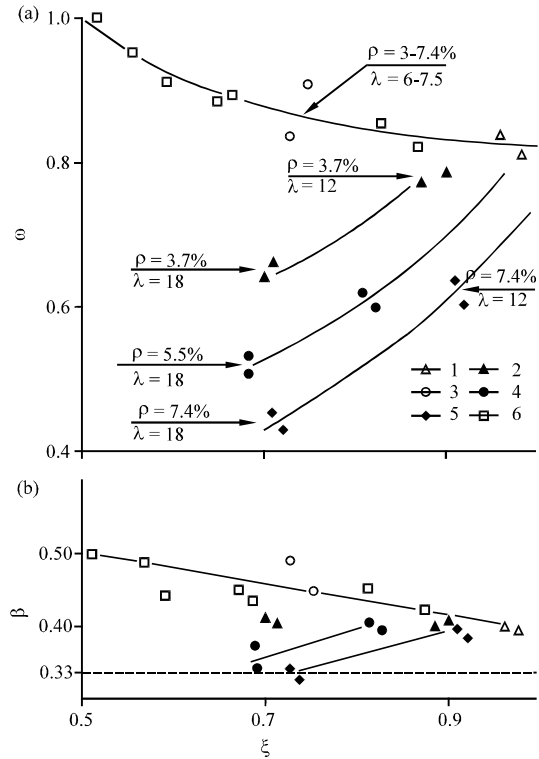 (a)
1.0
ρ = 3-7.4%
λ = 6-7.5
0.8
ρ = 3.7%
λ = 12
ω
ρ = 3.7%
λ = 18
ρ = 7.4%
λ = 12
0.6
ρ = 5.5%
λ = 18
1 2
3 4
5 6
ρ = 7.4%
λ = 18
0.4
(b)
0.50
β
0.40
0.33
0.5 0.7 0.9
ξ